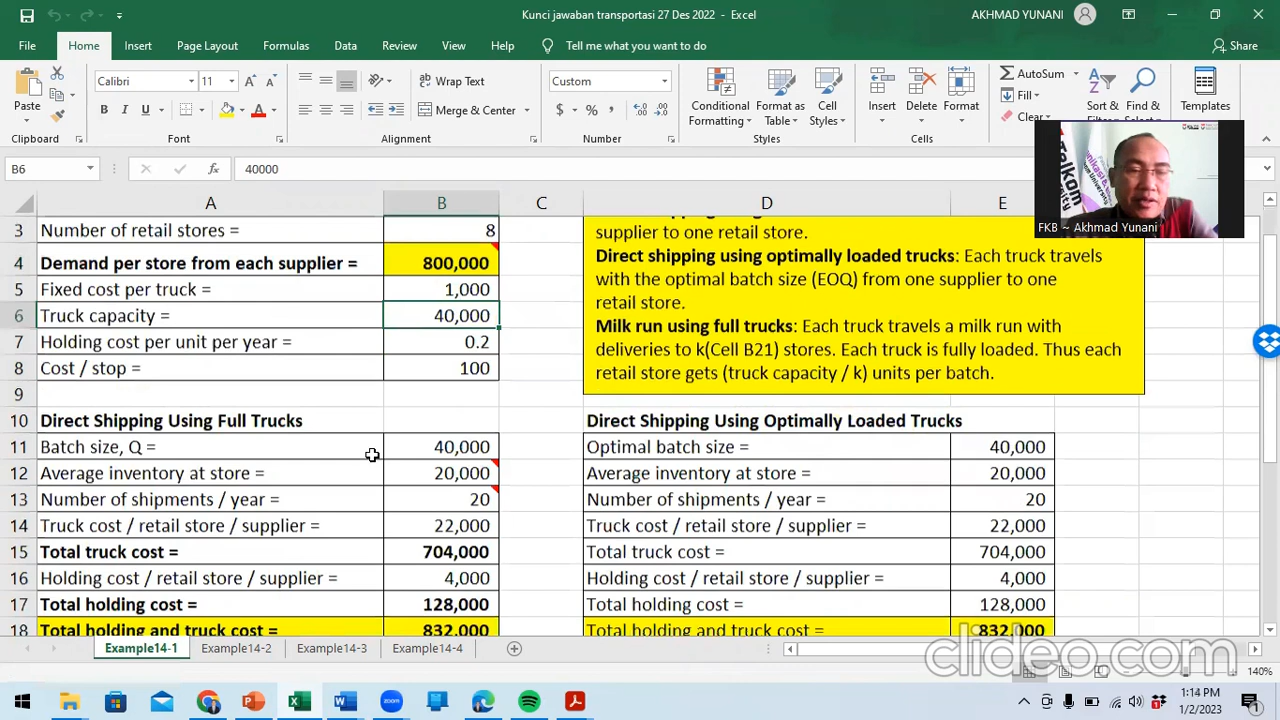 Kunci jawaban transportasi 27 Des 2022 - Excel
AKHMAD YUNANI
File Home Insert Page Layout Formulas Data Review View Help Tell me what you want to do Share
Paste
Calibri 11
Wrap Text
Merge & Center
Custom
Conditional Formatting
Format as Table
Cell Styles
Insert Delete Format
AutoSum
Fill
Clear
Sort & Filter
Find & Select
Templates
Clipboard Font Alignment Number Styles Cells
B6 40000
A B C D E
3 Number of retail stores = 8
4 Demand per store from each supplier = 800,000
5 Fixed cost per truck = 1,000
6 Truck capacity = 40,000
7 Holding cost per unit per year = 0.2
8 Cost / stop = 100
9
supplier to one retail store.
Direct shipping using optimally loaded trucks: Each truck travels
with the optimal batch size (EOQ) from one supplier to one
retail store.
Milk run using full trucks: Each truck travels a milk run with
deliveries to k(Cell B21) stores. Each truck is fully loaded. Thus each
retail store gets (truck capacity / k) units per batch.
FKB ~ Akhmad Yunani
10 Direct Shipping Using Full Trucks Direct Shipping Using Optimally Loaded Trucks
11 Batch size, Q = 40,000 Optimal batch size = 40,000
12 Average inventory at store = 20,000 Average inventory at store = 20,000
13 Number of shipments / year = 20 Number of shipments / year = 20
14 Truck cost / retail store / supplier = 22,000 Truck cost / retail store / supplier = 22,000
15 Total truck cost = 704,000 Total truck cost = 704,000
16 Holding cost / retail store / supplier = 4,000 Holding cost / retail store / supplier = 4,000
17 Total holding cost = 128,000 Total holding cost = 128,000
18 Total holding and truck cost = 832,000 Total holding and truck cost = 832,000
Example14-1 Example14-2 Example14-3 Example14-4
clideo.com
140%
1:14 PM
1/2/2023